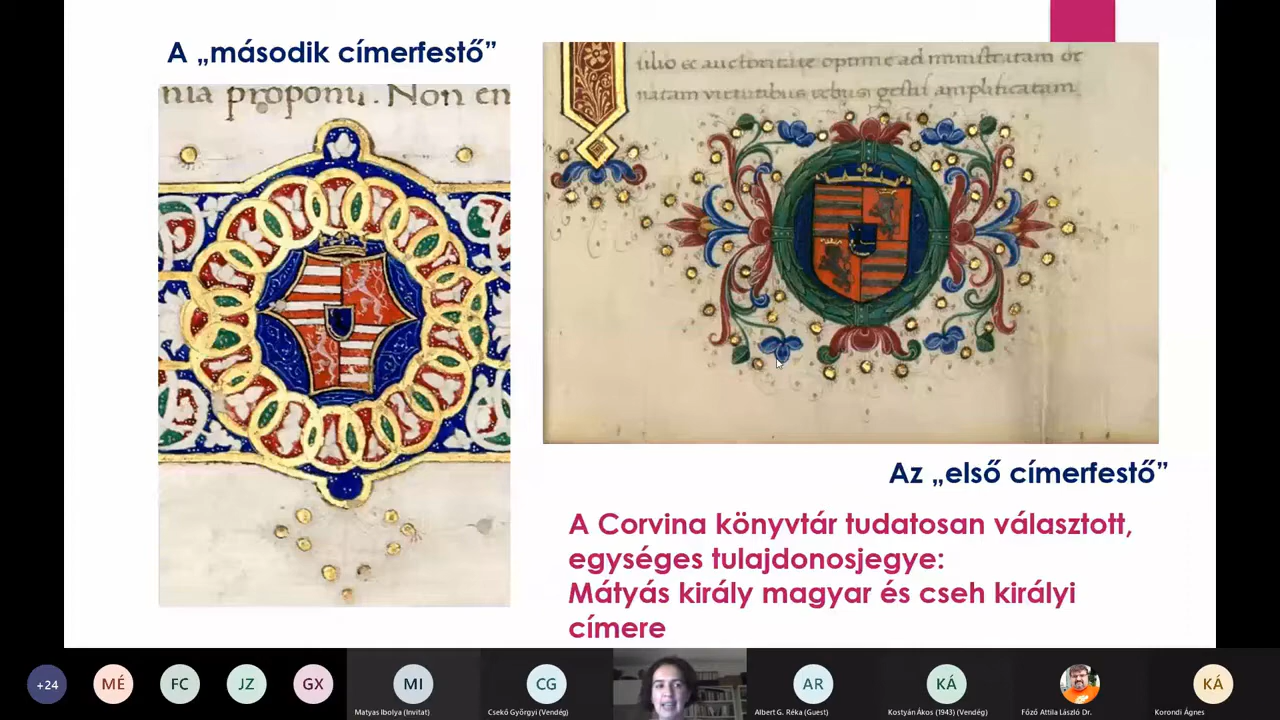 A „második címerfestő”
nia proponi. Non en
ilio ec auctoritate optime ad ministratam et
natam virtutibus rebusq gestis amplificatam
Az „első címerfestő”
A Corvina könyvtár tudatosan választott,
egységes tulajdonosjegye:
Mátyás király magyar és cseh királyi
címere
+24
MÉ
FC
JZ
GX
MI
CG
AR
KÁ
KÁ
Matyas Ibolya (Invitat)
Csekő Györgyi (Vendég)
Albert G. Réka (Guest)
Kostyán Ákos (1943) (Vendég)
Főző Attila László Dr.
Korondi Ágnes